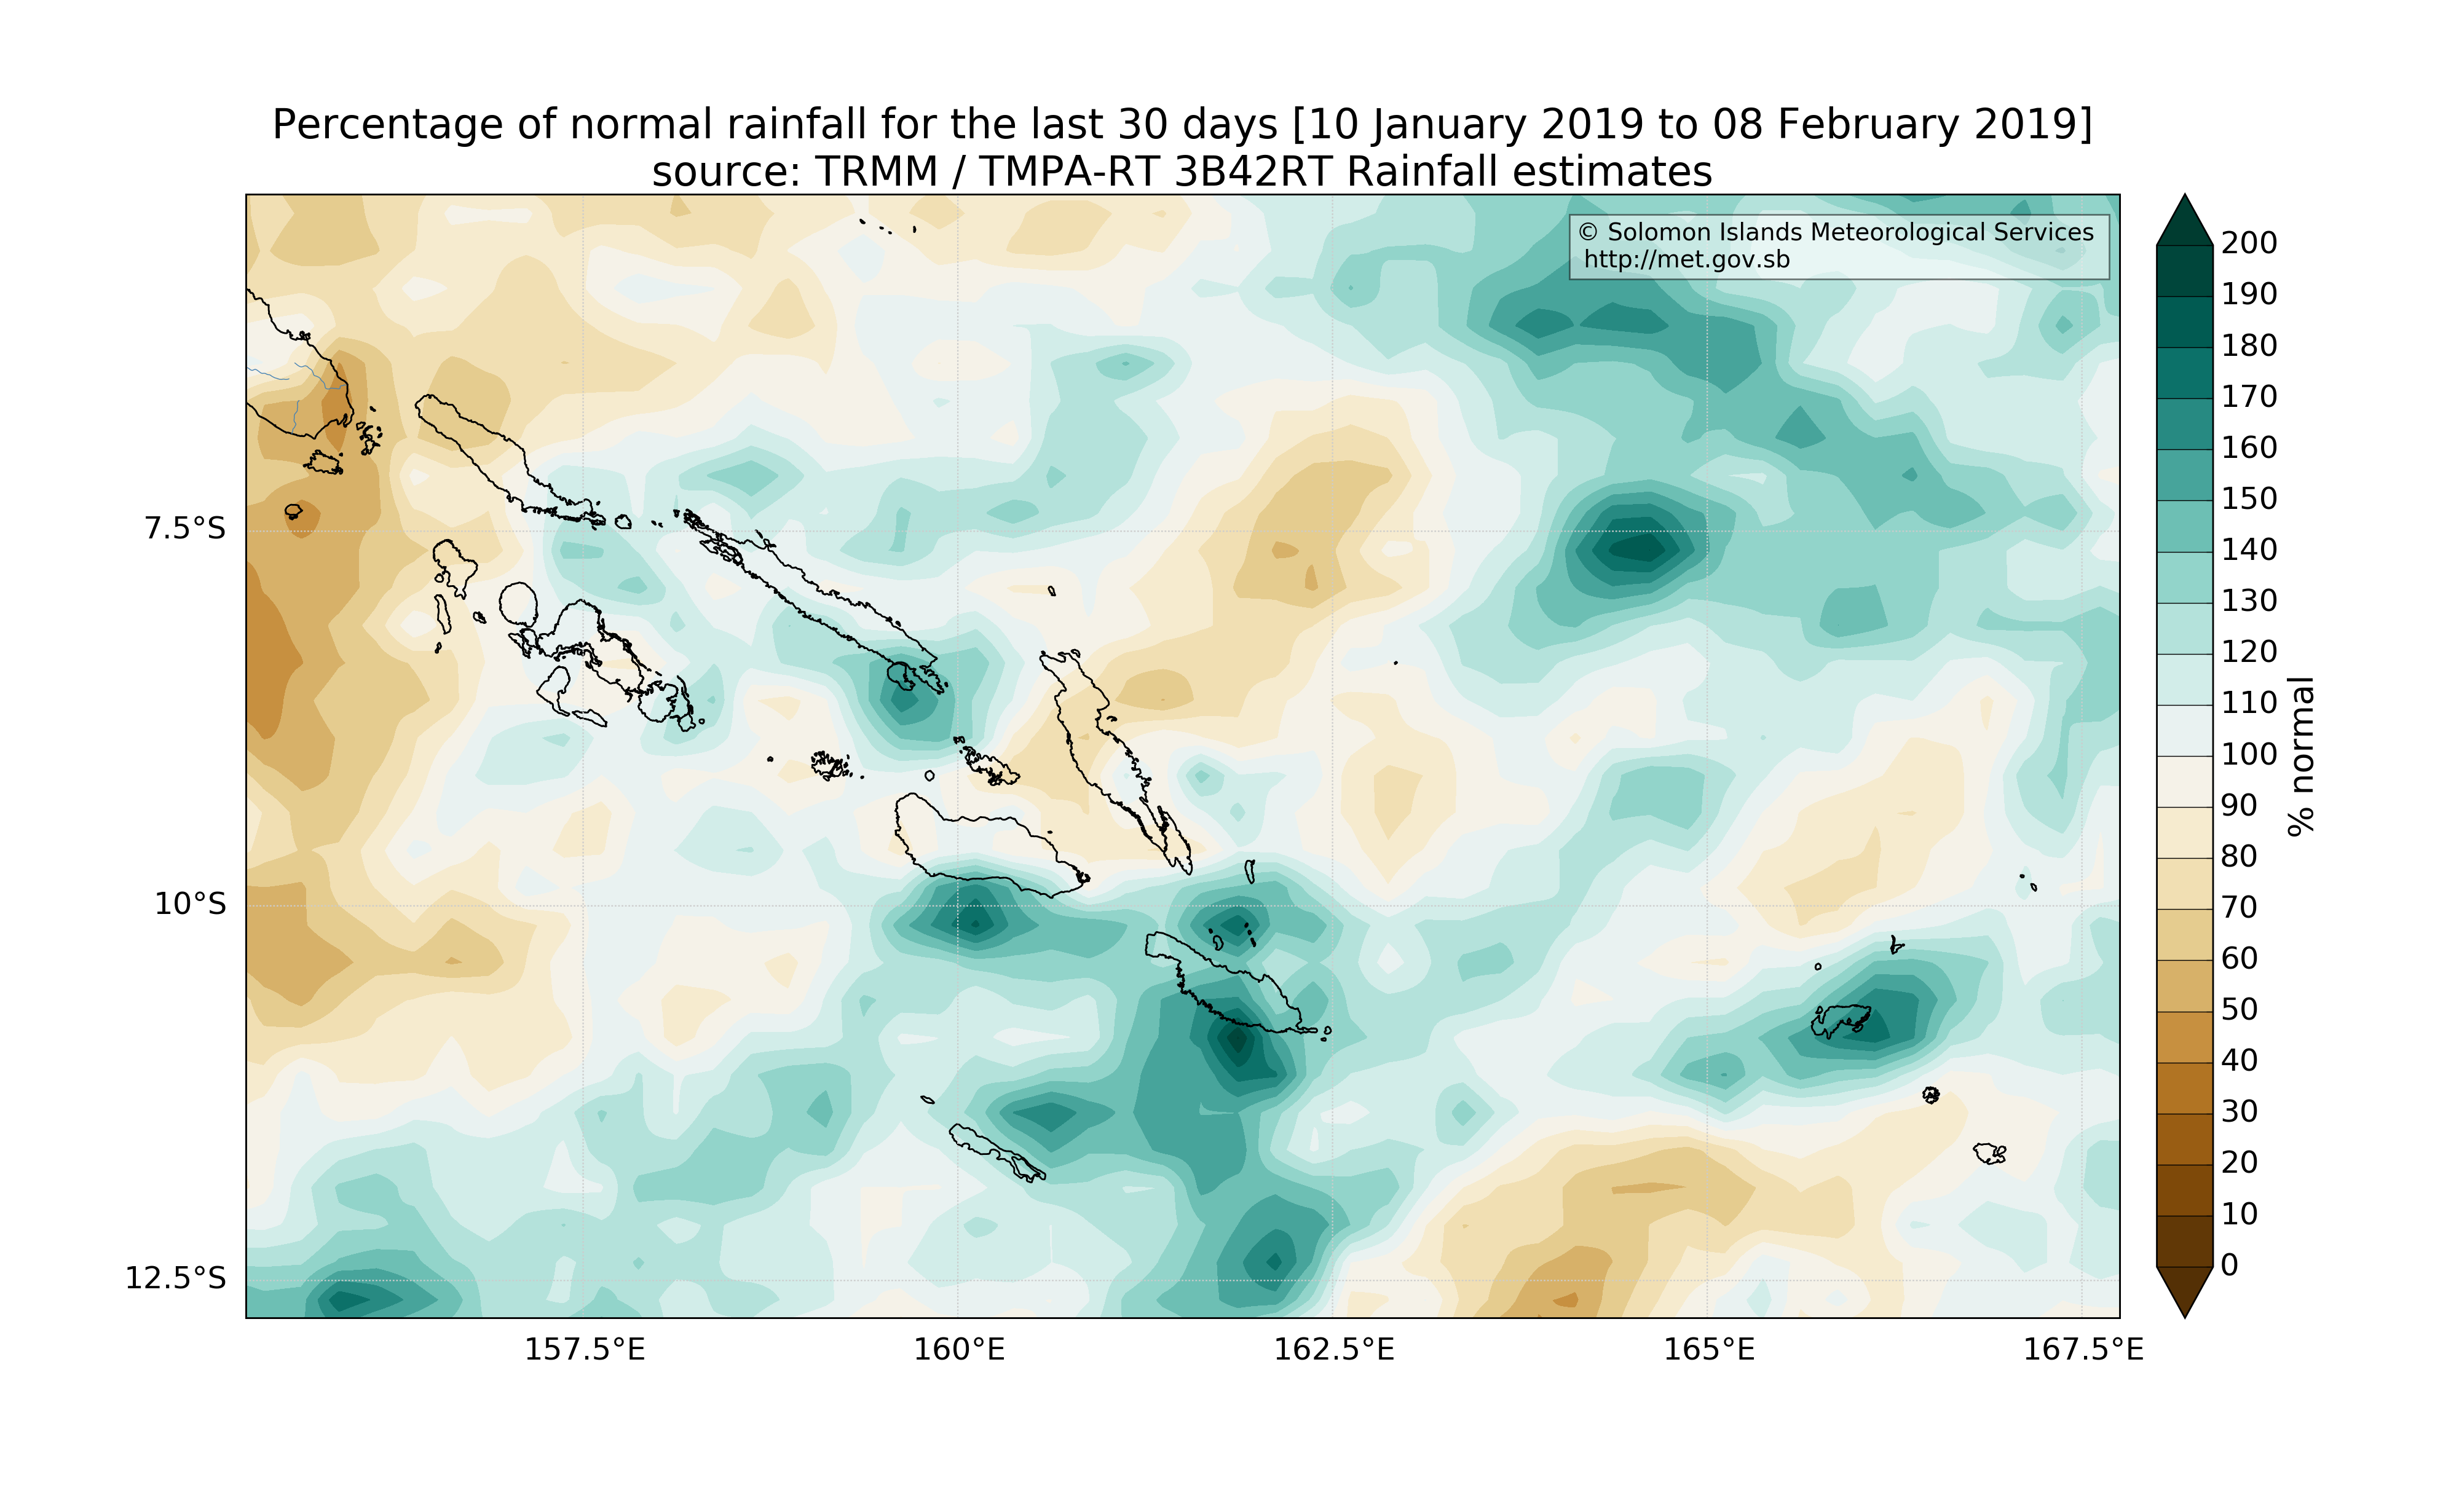 Percentage of normal rainfall for the last 30 days [10 January 2019 to 08 February 2019]
source: TRMM / TMPA-RT 3B42RT Rainfall estimates
© Solomon Islands Meteorological Services
http://met.gov.sb
7.5°S
10°S
12.5°S
157.5°E
160°E
162.5°E
165°E
167.5°E
200
190
180
170
160
150
140
130
120
110
100
90
80
70
60
50
40
30
20
10
0
% normal